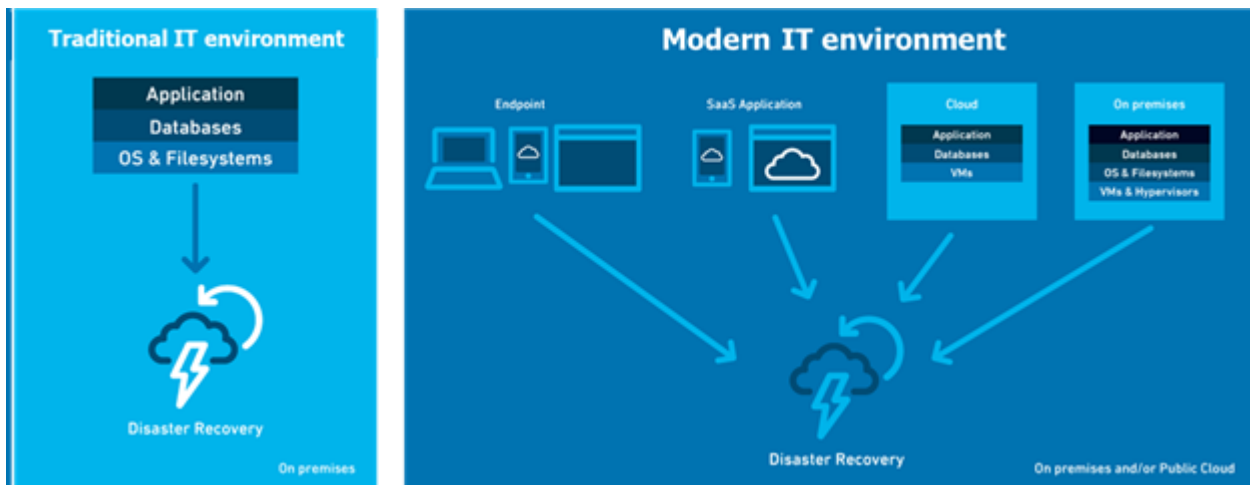 Traditional IT environment
Application
Databases
OS & Filesystems
Disaster Recovery
On premises
Modern IT environment
Endpoint
SaaS Application
Cloud
Application
Databases
VMs
On premises
Application
Databases
OS & Filesystems
VMs & Hypervisors
Disaster Recovery
On premises and/or Public Cloud